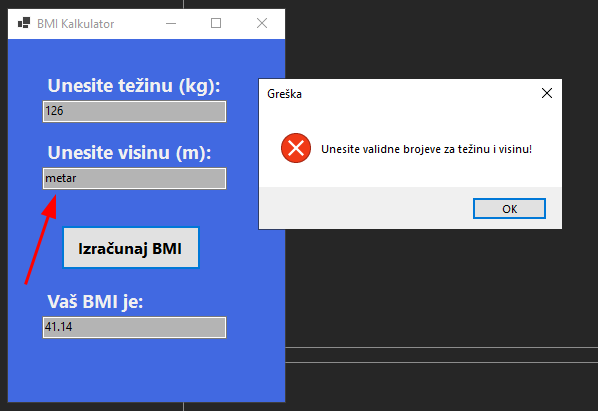 BMI Kalkulator
Unesite težinu (kg):
126
Unesite visinu (m):
metar
Izračunaj BMI
Vaš BMI je:
41.14
Greška
Unesite validne brojeve za težinu i visinu!
OK